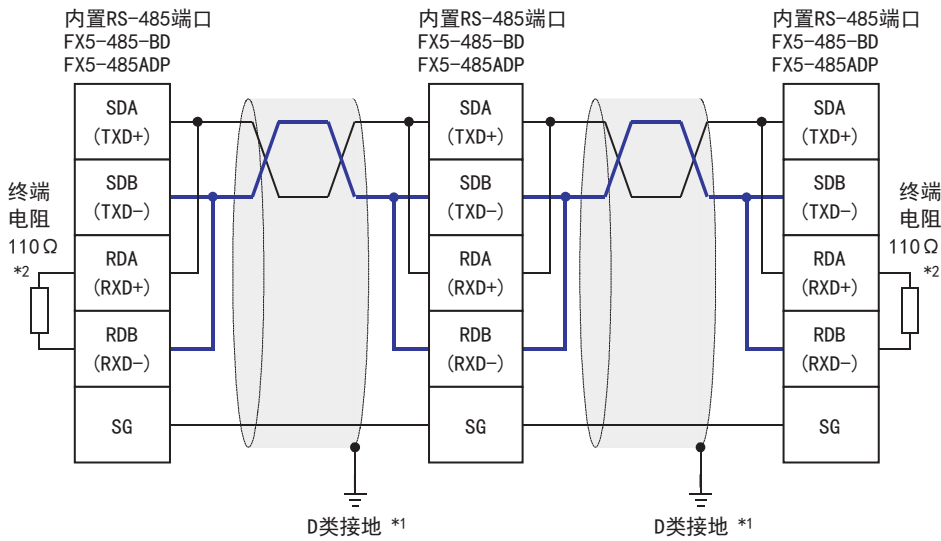 内置RS-485端口
FX5-485-BD
FX5-485ADP
内置RS-485端口
FX5-485-BD
FX5-485ADP
内置RS-485端口
FX5-485-BD
FX5-485ADP
终端
电阻
110Ω
*2
SDA
(TXD+)
SDB
(TXD-)
RDA
(RXD+)
RDB
(RXD-)
SG
SDA
(TXD+)
SDB
(TXD-)
RDA
(RXD+)
RDB
(RXD-)
SG
SDA
(TXD+)
SDB
(TXD-)
RDA
(RXD+)
RDB
(RXD-)
SG
终端
电阻
110Ω
*2
D类接地 *1
D类接地 *1